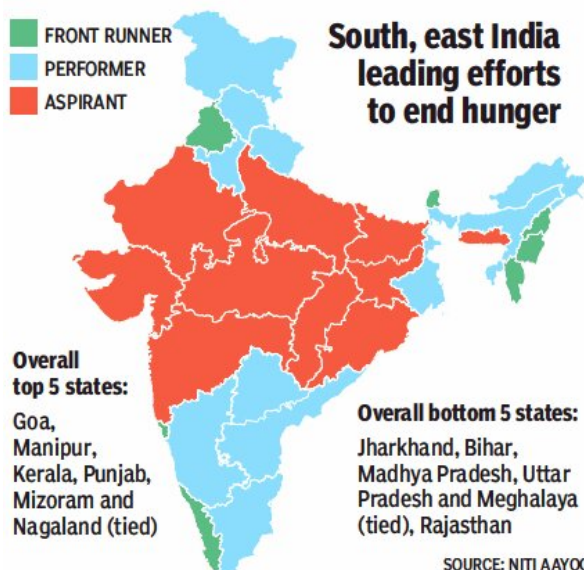 FRONT RUNNER
PERFORMER
ASPIRANT
South, east India
leading efforts
to end hunger
Overall
top 5 states:
Goa,
Manipur,
Kerala, Punjab,
Mizoram and
Nagaland (tied)
Overall bottom 5 states:
Jharkhand, Bihar,
Madhya Pradesh, Uttar
Pradesh and Meghalaya
(tied), Rajasthan
SOURCE: NITI AAYOG